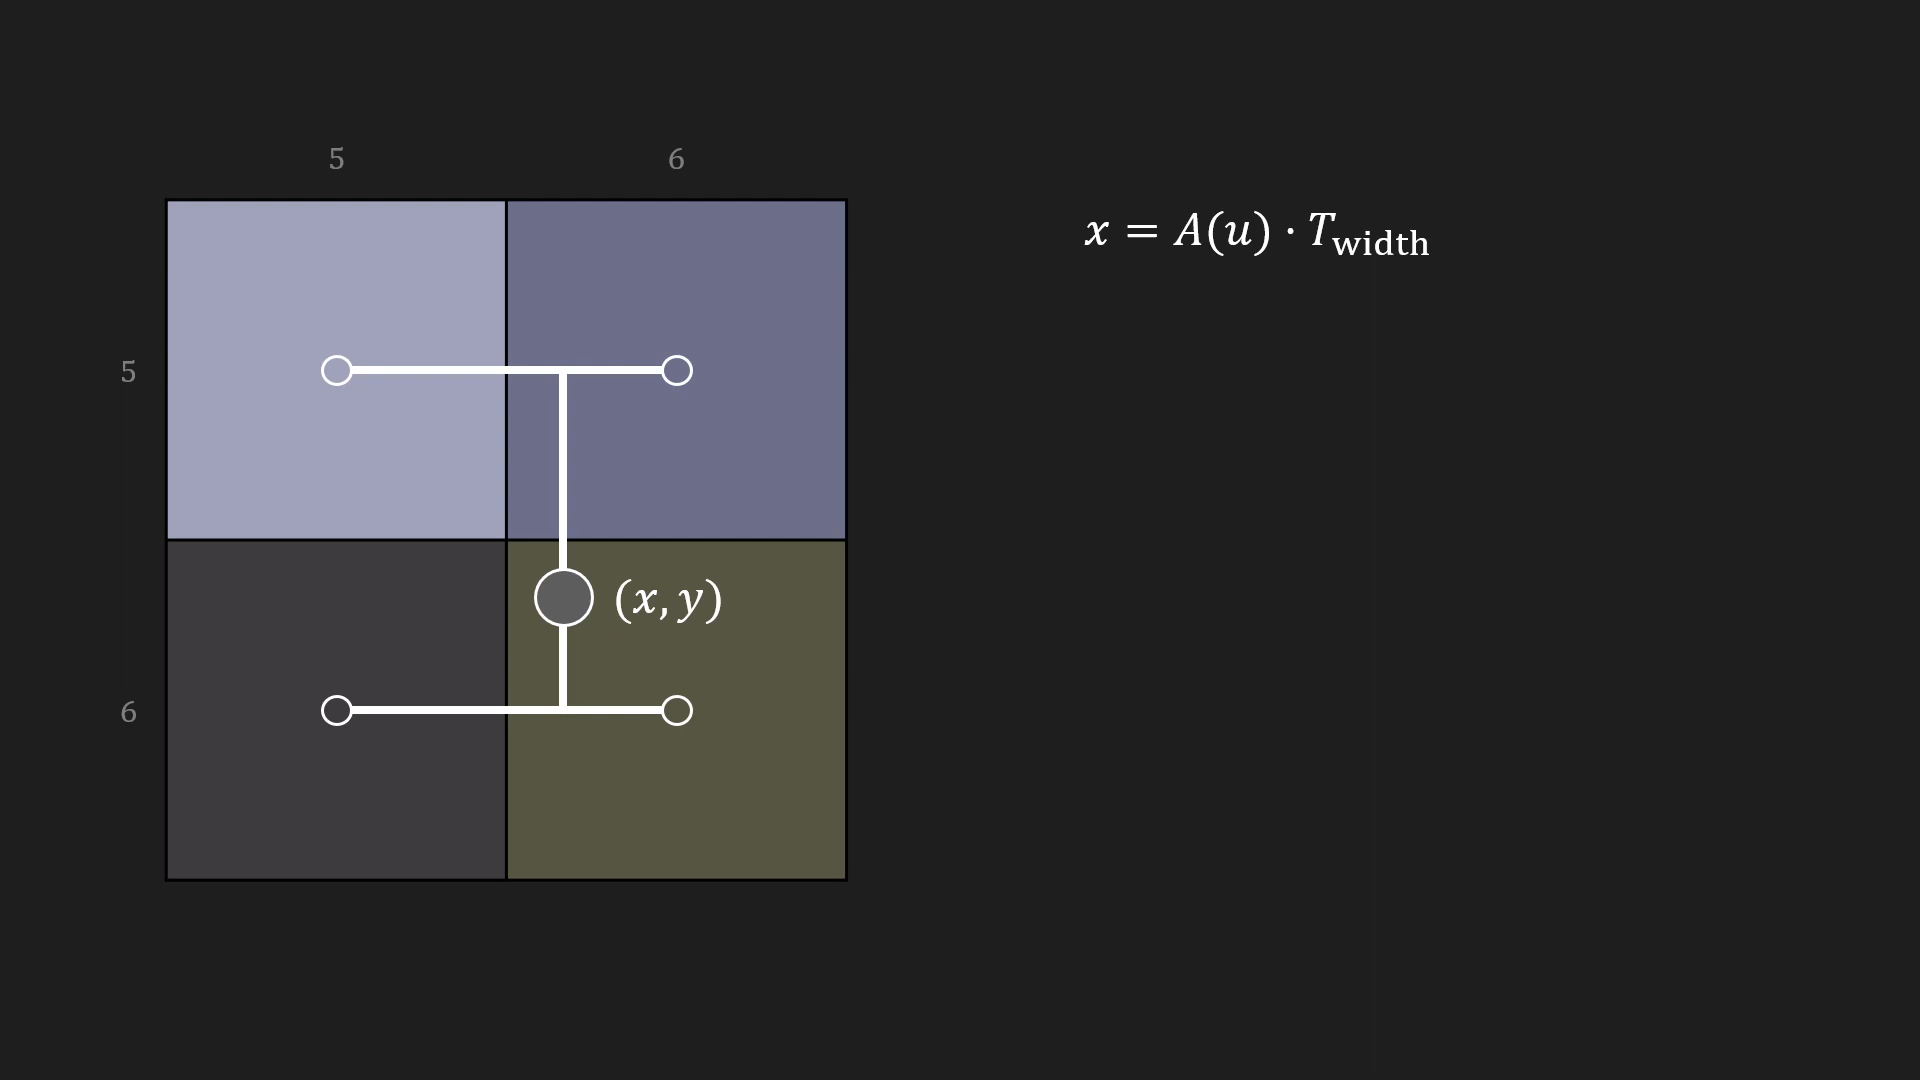 5 6
x = A(u) · T_width
5
(x, y)
6